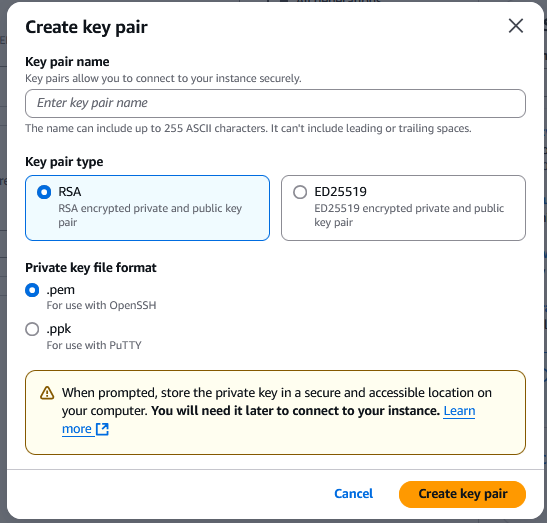 Create key pair
Key pair name
Key pairs allow you to connect to your instance securely.
Enter key pair name
The name can include up to 255 ASCII characters. It can't include leading or trailing spaces.
Key pair type
RSA
RSA encrypted private and public key
pair
ED25519
ED25519 encrypted private and public
key pair
Private key file format
.pem
For use with OpenSSH
.ppk
For use with PuTTY
When prompted, store the private key in a secure and accessible location on
your computer. You will need it later to connect to your instance. Learn
more
Cancel
Create key pair